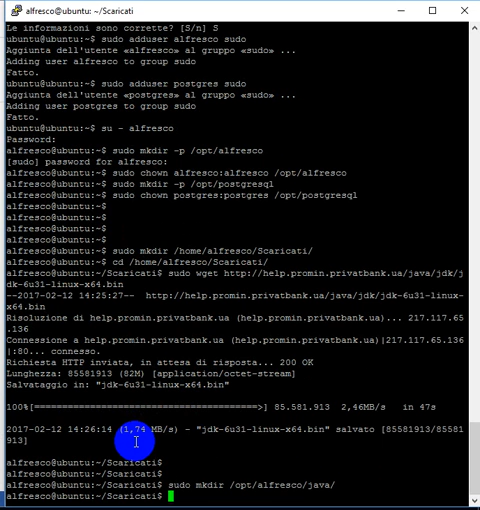 alfresco@ubuntu: ~/Scaricati
Le informazioni sono corrette? [S/n] S
ubuntu@ubuntu:~$ sudo adduser alfresco sudo
Aggiunta dell'utente «alfresco» al gruppo «sudo» ...
Adding user alfresco to group sudo
Fatto.
ubuntu@ubuntu:~$ sudo adduser postgres sudo
Aggiunta dell'utente «postgres» al gruppo «sudo» ...
Adding user postgres to group sudo
Fatto.
ubuntu@ubuntu:~$ su - alfresco
Password:
alfresco@ubuntu:~$ sudo mkdir -p /opt/alfresco
[sudo] password for alfresco:
alfresco@ubuntu:~$ sudo chown alfresco:alfresco /opt/alfresco
alfresco@ubuntu:~$ sudo mkdir -p /opt/postgresql
alfresco@ubuntu:~$ sudo chown postgres:postgres /opt/postgresql
alfresco@ubuntu:~$
alfresco@ubuntu:~$
alfresco@ubuntu:~$
alfresco@ubuntu:~$
alfresco@ubuntu:~$ sudo mkdir /home/alfresco/Scaricati/
alfresco@ubuntu:~$ cd /home/alfresco/Scaricati/
alfresco@ubuntu:~/Scaricati$ sudo wget http://help.promin.privatbank.ua/java/jdk/j
dk-6u31-linux-x64.bin
--2017-02-12 14:25:27--  http://help.promin.privatbank.ua/java/jdk/jdk-6u31-linux-
x64.bin
Risoluzione di help.promin.privatbank.ua (help.promin.privatbank.ua)... 217.117.65
.136
Connessione a help.promin.privatbank.ua (help.promin.privatbank.ua)|217.117.65.136
|:80... connesso.
Richiesta HTTP inviata, in attesa di risposta... 200 OK
Lunghezza: 85581913 (82M) [application/octet-stream]
Salvataggio in: "jdk-6u31-linux-x64.bin"
100%[========================================>] 85.581.913  2,46MB/s   in 47s
2017-02-12 14:26:14 (1,74 MB/s) - "jdk-6u31-linux-x64.bin" salvato [85581913/85581
913]
alfresco@ubuntu:~/Scaricati$
alfresco@ubuntu:~/Scaricati$
alfresco@ubuntu:~/Scaricati$ sudo mkdir /opt/alfresco/java/
alfresco@ubuntu:~/Scaricati$